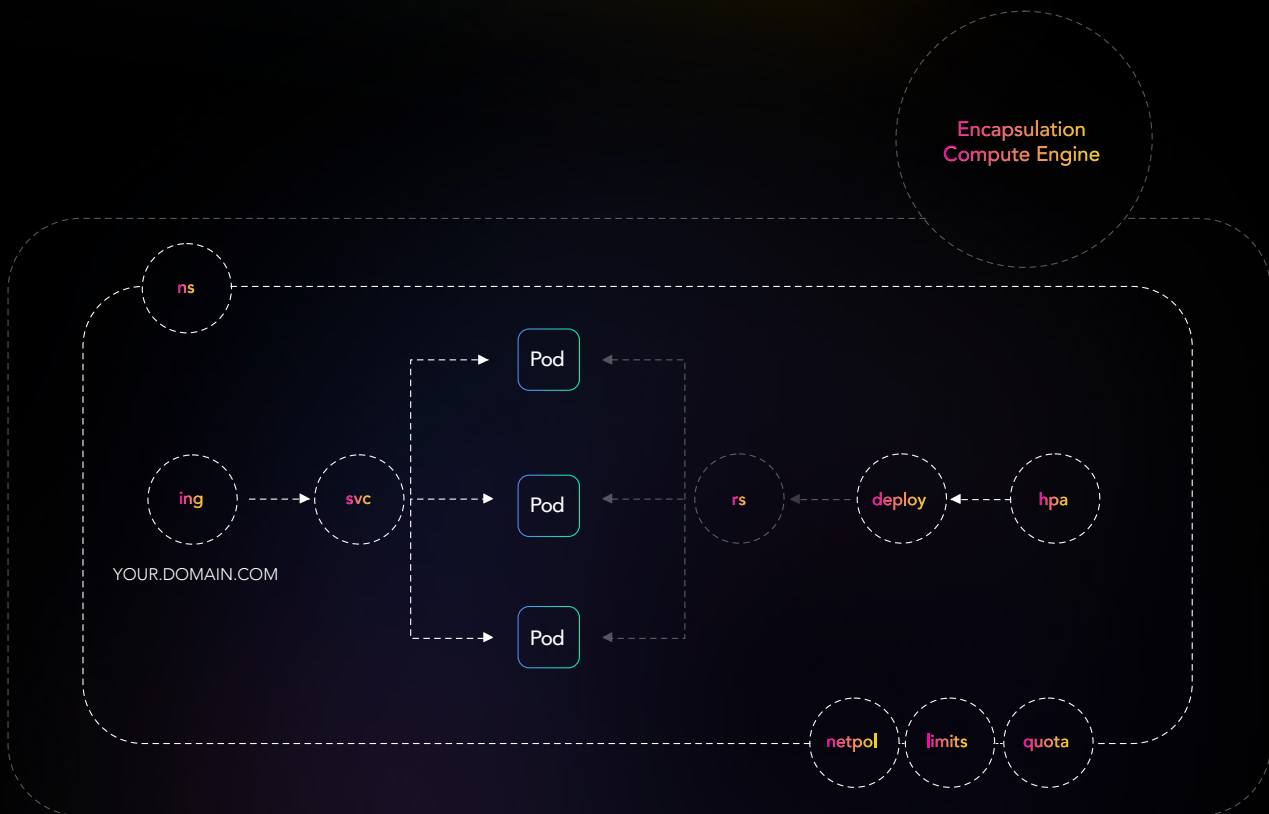 Encapsulation
Compute Engine
ns
Pod
ing
svc
Pod
rs
deploy
hpa
YOUR.DOMAIN.COM
Pod
netpol
limits
quota